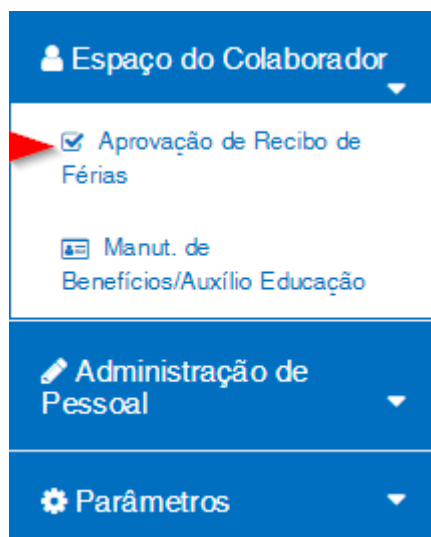 Espaço do Colaborador
Aprovação de Recibo de
Férias
Manut. de
Benefícios/Auxílio Educação
Administração de
Pessoal
Parâmetros